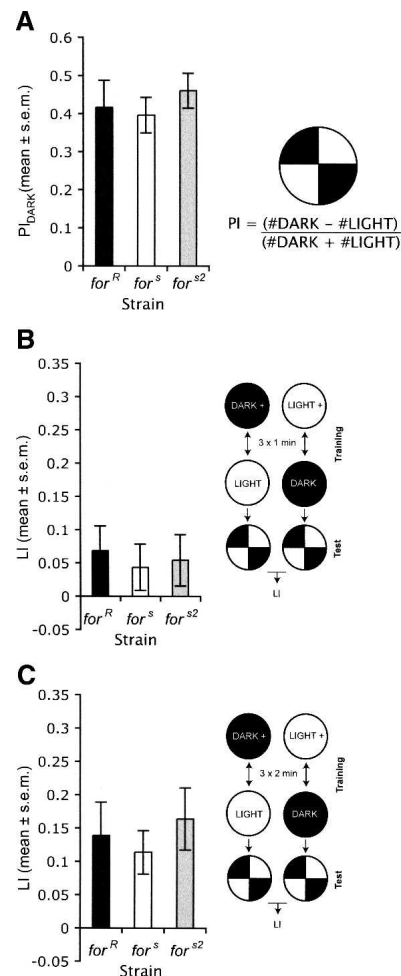 A
PI DARK (mean ± s.e.m.)
0.6
0.5
0.4
0.3
0.2
0.1
0
for R for s for s2
Strain
PI = (#DARK − #LIGHT)
(#DARK + #LIGHT)
B
LI (mean ± s.e.m.)
0.35
0.3
0.25
0.2
0.15
0.1
0.05
0
-0.05
for R for s for s2
Strain
DARK + LIGHT +
3 x 1 min
Training
LIGHT DARK
Test
LI
C
LI (mean ± s.e.m.)
0.35
0.3
0.25
0.2
0.15
0.1
0.05
0
-0.05
for R for s for s2
Strain
DARK + LIGHT +
3 x 2 min
Training
LIGHT DARK
Test
LI